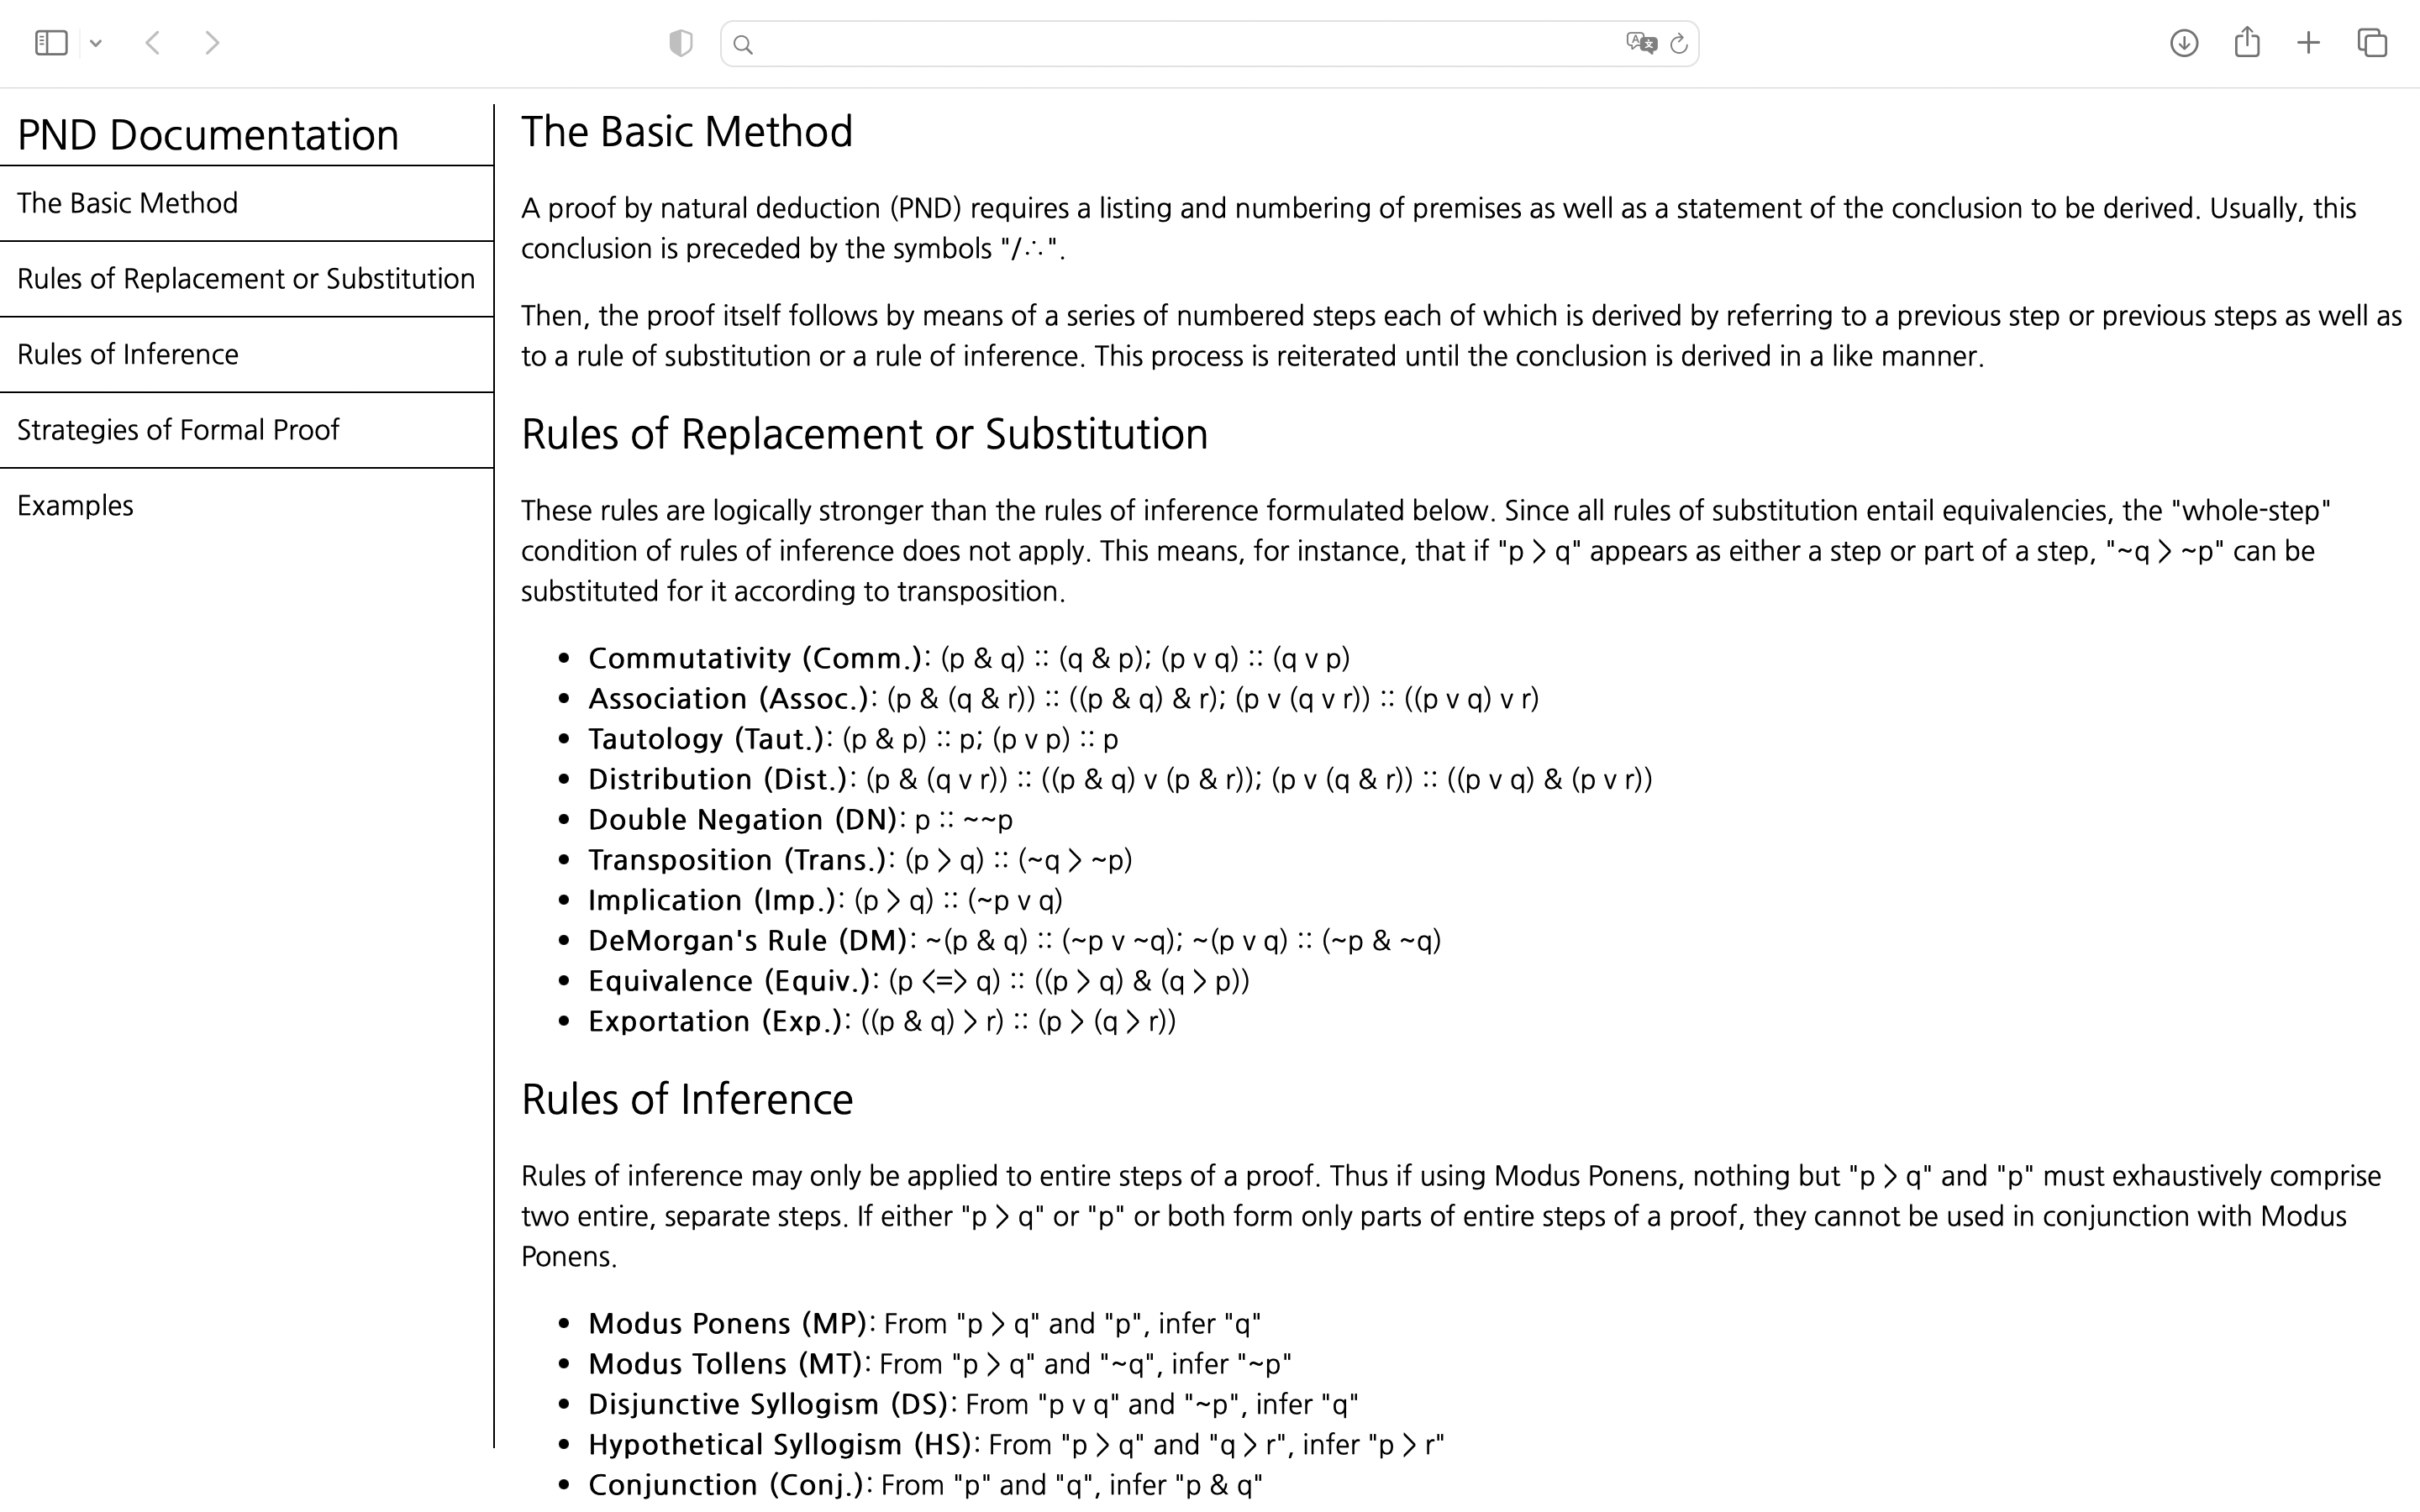 PND Documentation
The Basic Method
Rules of Replacement or Substitution
Rules of Inference
Strategies of Formal Proof
Examples
The Basic Method
A proof by natural deduction (PND) requires a listing and numbering of premises as well as a statement of the conclusion to be derived. Usually, this
conclusion is preceded by the symbols "/∴".
Then, the proof itself follows by means of a series of numbered steps each of which is derived by referring to a previous step or previous steps as well as
to a rule of substitution or a rule of inference. This process is reiterated until the conclusion is derived in a like manner.
Rules of Replacement or Substitution
These rules are logically stronger than the rules of inference formulated below. Since all rules of substitution entail equivalencies, the "whole-step"
condition of rules of inference does not apply. This means, for instance, that if "p > q" appears as either a step or part of a step, "~q > ~p" can be
substituted for it according to transposition.
• Commutativity (Comm.): (p & q) :: (q & p); (p v q) :: (q v p)
• Association (Assoc.): (p & (q & r)) :: ((p & q) & r); (p v (q v r)) :: ((p v q) v r)
• Tautology (Taut.): (p & p) :: p; (p v p) :: p
• Distribution (Dist.): (p & (q v r)) :: ((p & q) v (p & r)); (p v (q & r)) :: ((p v q) & (p v r))
• Double Negation (DN): p :: ~~p
• Transposition (Trans.): (p > q) :: (~q > ~p)
• Implication (Imp.): (p > q) :: (~p v q)
• DeMorgan's Rule (DM): ~(p & q) :: (~p v ~q); ~(p v q) :: (~p & ~q)
• Equivalence (Equiv.): (p <=> q) :: ((p > q) & (q > p))
• Exportation (Exp.): ((p & q) > r) :: (p > (q > r))
Rules of Inference
Rules of inference may only be applied to entire steps of a proof. Thus if using Modus Ponens, nothing but "p > q" and "p" must exhaustively comprise
two entire, separate steps. If either "p > q" or "p" or both form only parts of entire steps of a proof, they cannot be used in conjunction with Modus
Ponens.
• Modus Ponens (MP): From "p > q" and "p", infer "q"
• Modus Tollens (MT): From "p > q" and "~q", infer "~p"
• Disjunctive Syllogism (DS): From "p v q" and "~p", infer "q"
• Hypothetical Syllogism (HS): From "p > q" and "q > r", infer "p > r"
• Conjunction (Conj.): From "p" and "q", infer "p & q"